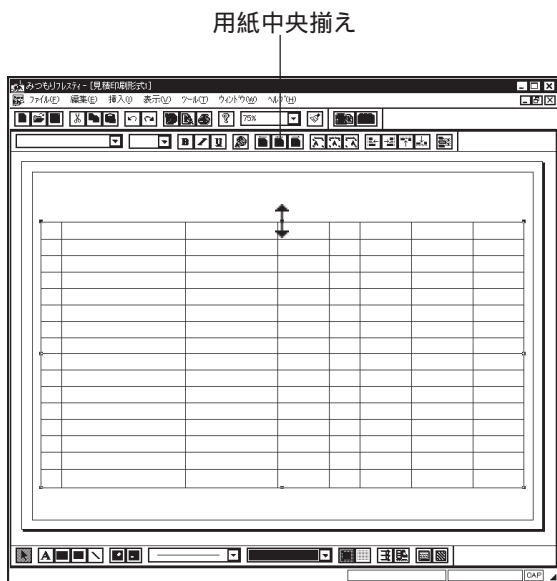 用紙中央揃え
みつもりフレスティー - [見積印刷形式1]
ファイル(F) 編集(E) 挿入(I) 表示(V) ツール(T) ウィンドウ(W) ヘルプ(H)
75%
B I U
A
CAP